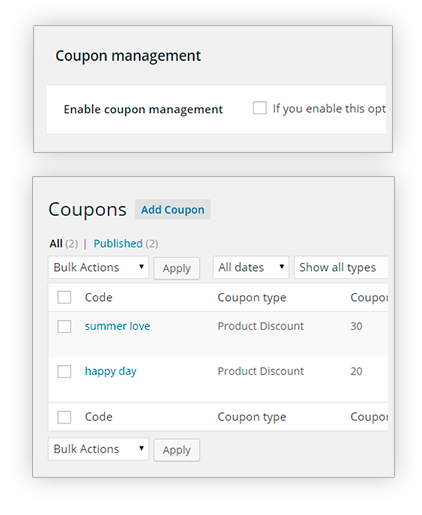 Coupon management
Enable coupon management If you enable this opt
Coupons Add Coupon
All (2) | Published (2)
Bulk Actions Apply All dates Show all types
Code Coupon type Coupor
summer love Product Discount 30
happy day Product Discount 20
Code Coupon type Coupor
Bulk Actions Apply